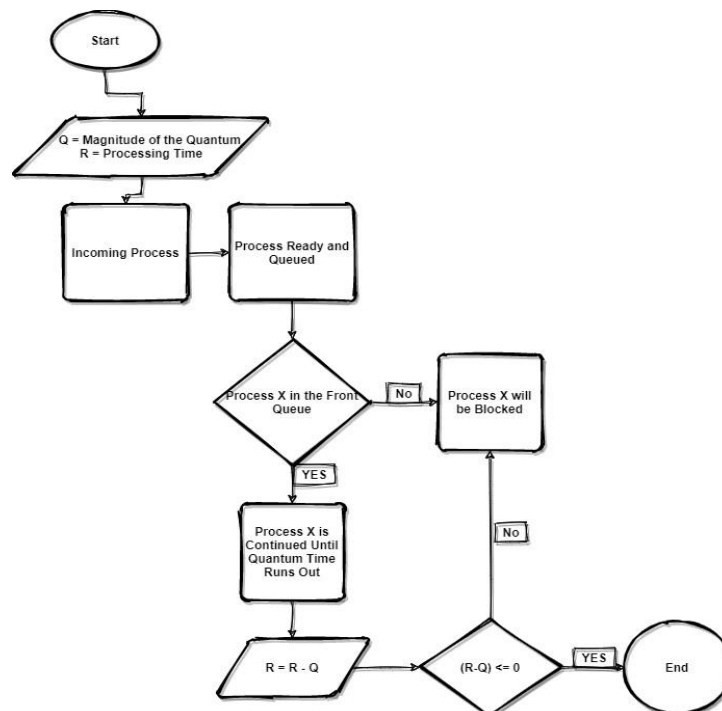 Start
Q = Magnitude of the Quantum
R = Processing Time
Incoming Process
Process Ready and
Queued
Process X in the Front
Queue
No
Process X will
be Blocked
YES
Process X is
Continued Until
Quantum Time
Runs Out
No
R = R - Q
(R-Q) <= 0
YES
End